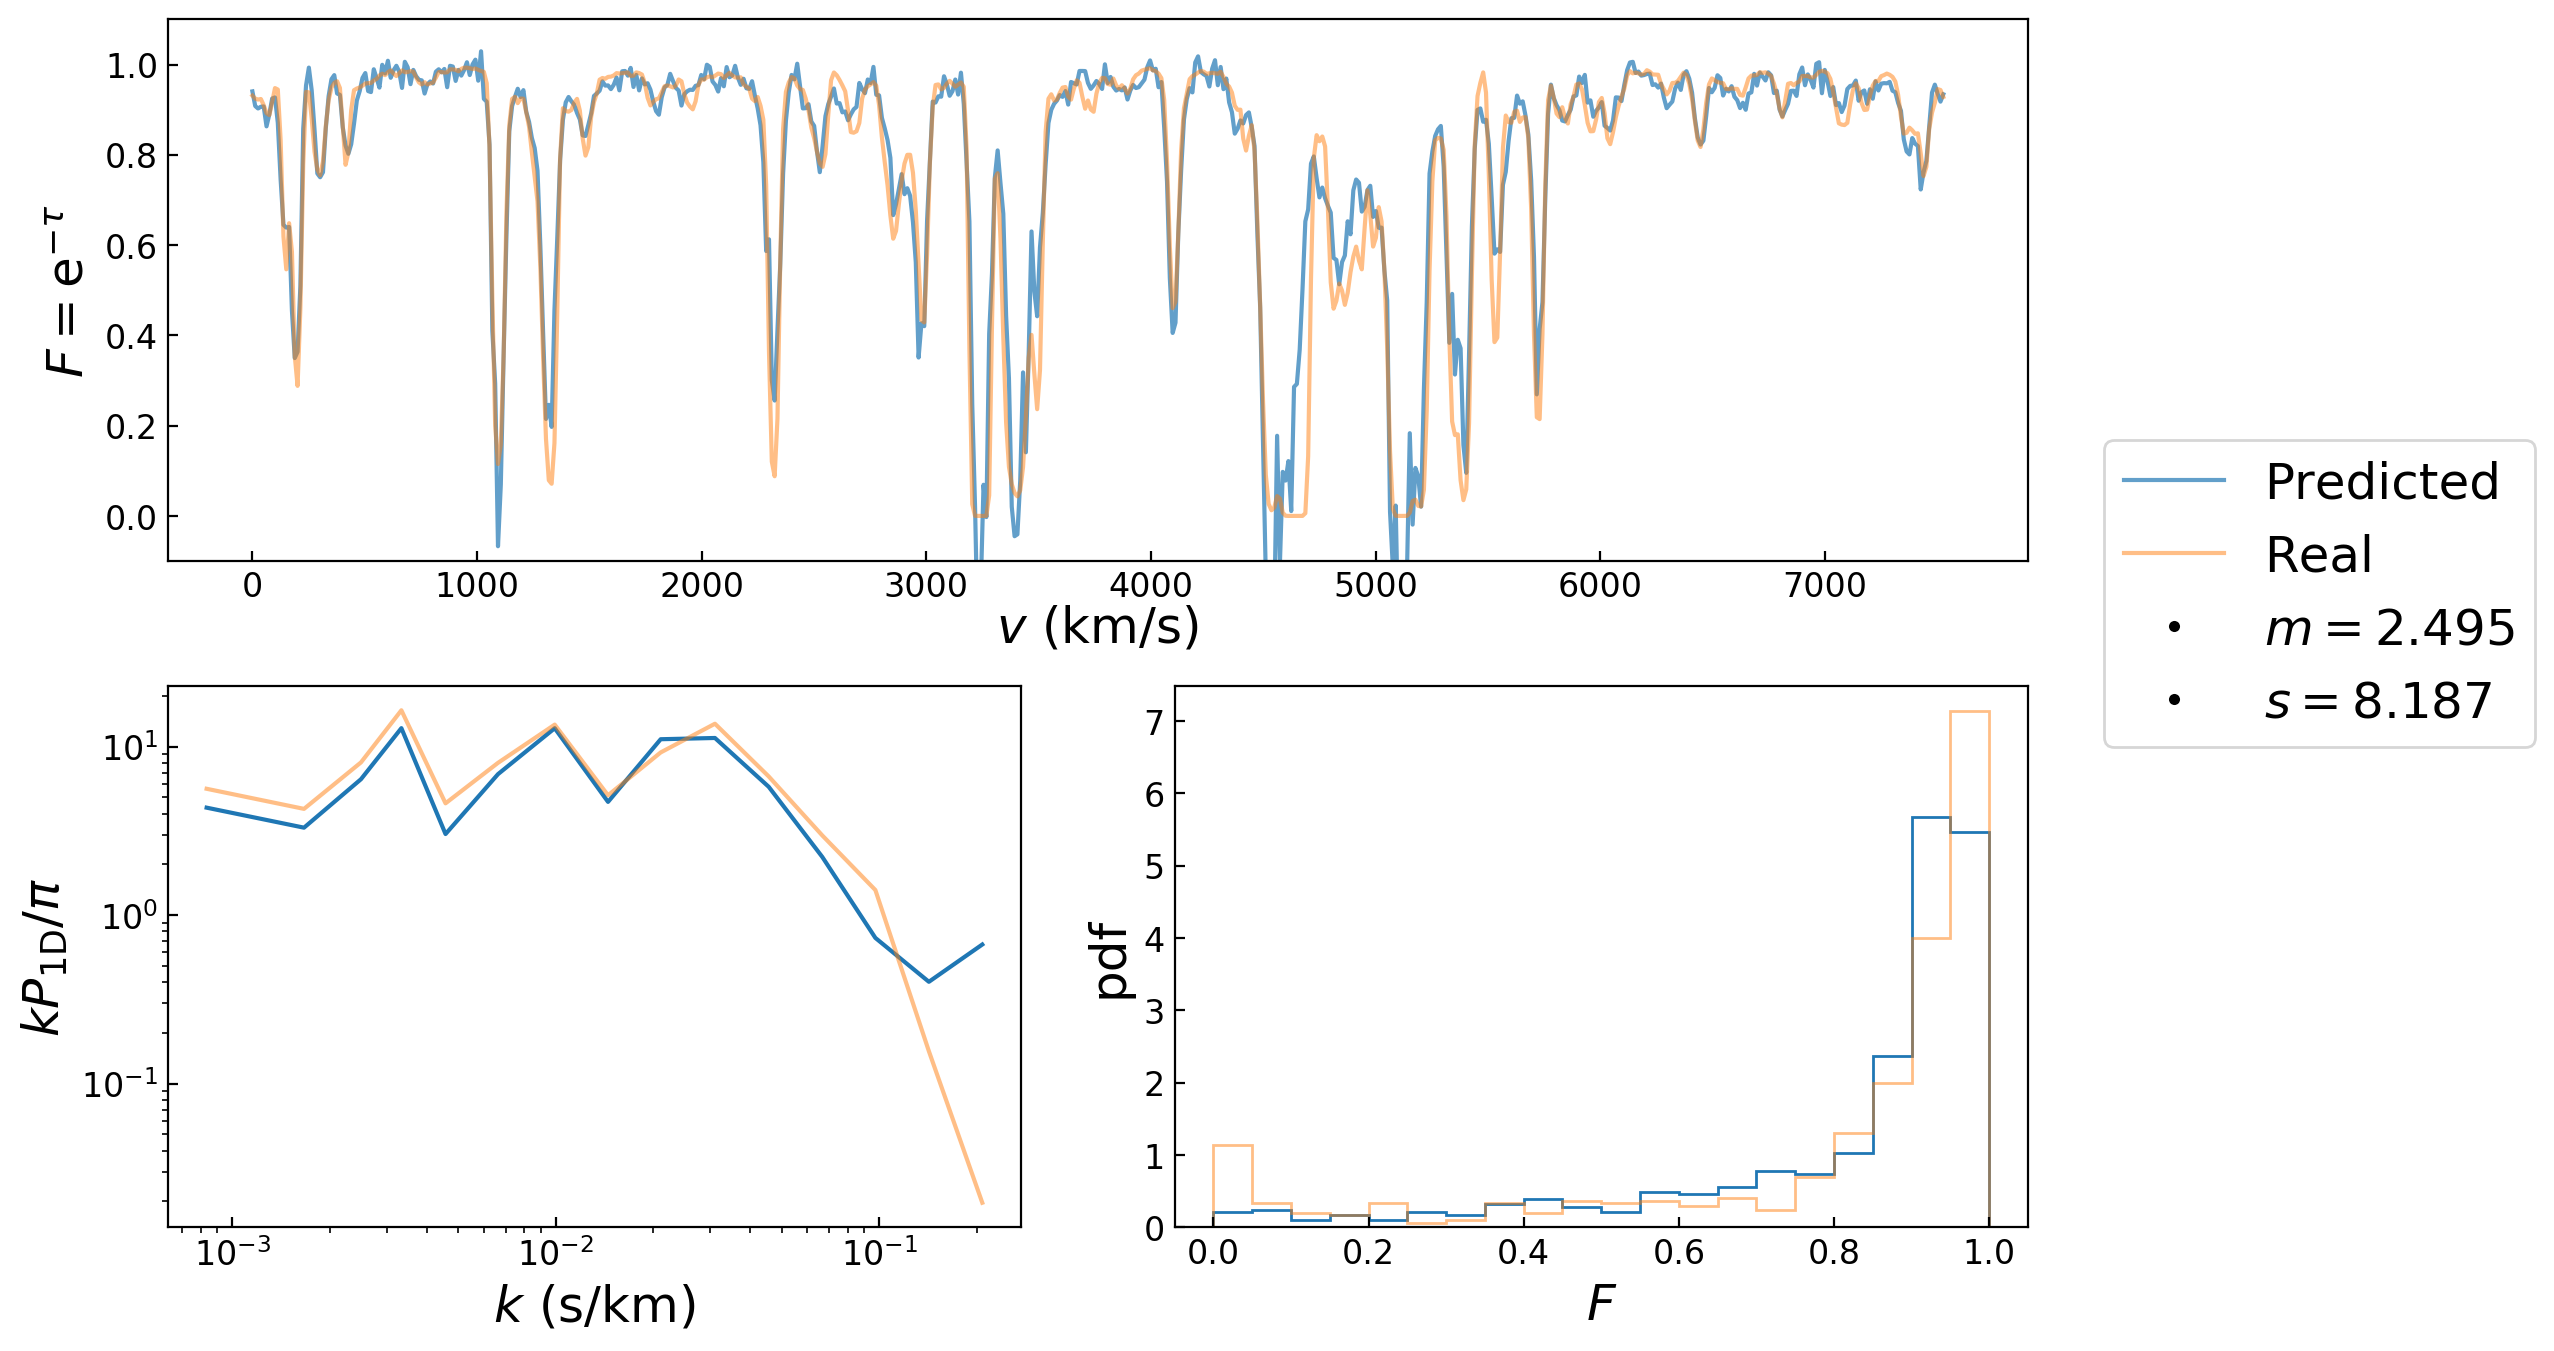 F = e^{−τ}
1.0
0.8
0.6
0.4
0.2
0.0
0 1000 2000 3000 4000 5000 6000 7000
v (km/s)
Predicted
Real
m = 2.495
s = 8.187
kP_{1D}/π
10^1
10^0
10^{−1}
10^{−3} 10^{−2} 10^{−1}
k (s/km)
pdf
7
6
5
4
3
2
1
0
0.0 0.2 0.4 0.6 0.8 1.0
F